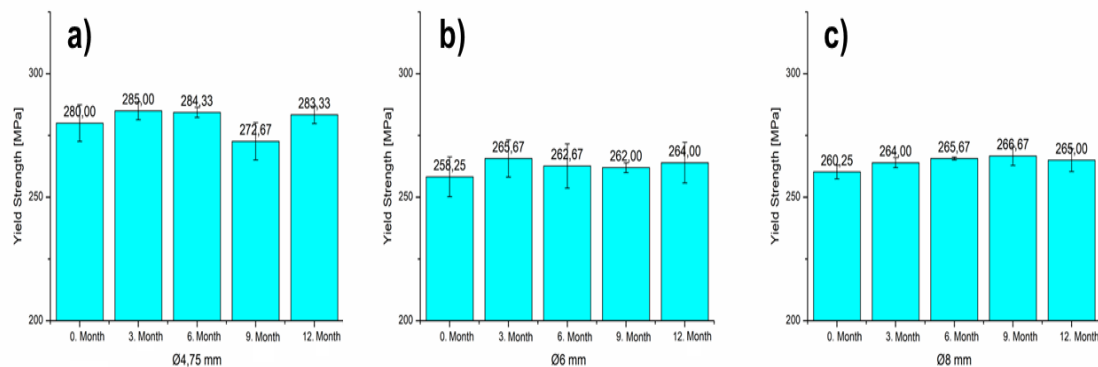 a)
Yield Strength [MPa]
300
250
200
280,00
285,00
284,33
272,67
283,33
0. Month
3. Month
6. Month
9. Month
12. Month
Ø4,75 mm
b)
Yield Strength [MPa]
300
250
200
258,25
265,67
262,67
262,00
264,00
0. Month
3. Month
6. Month
9. Month
12. Month
Ø6 mm
c)
Yield Strength [MPa]
300
250
200
260,25
264,00
265,67
266,67
265,00
0. Month
3. Month
6. Month
9. Month
12. Month
Ø8 mm